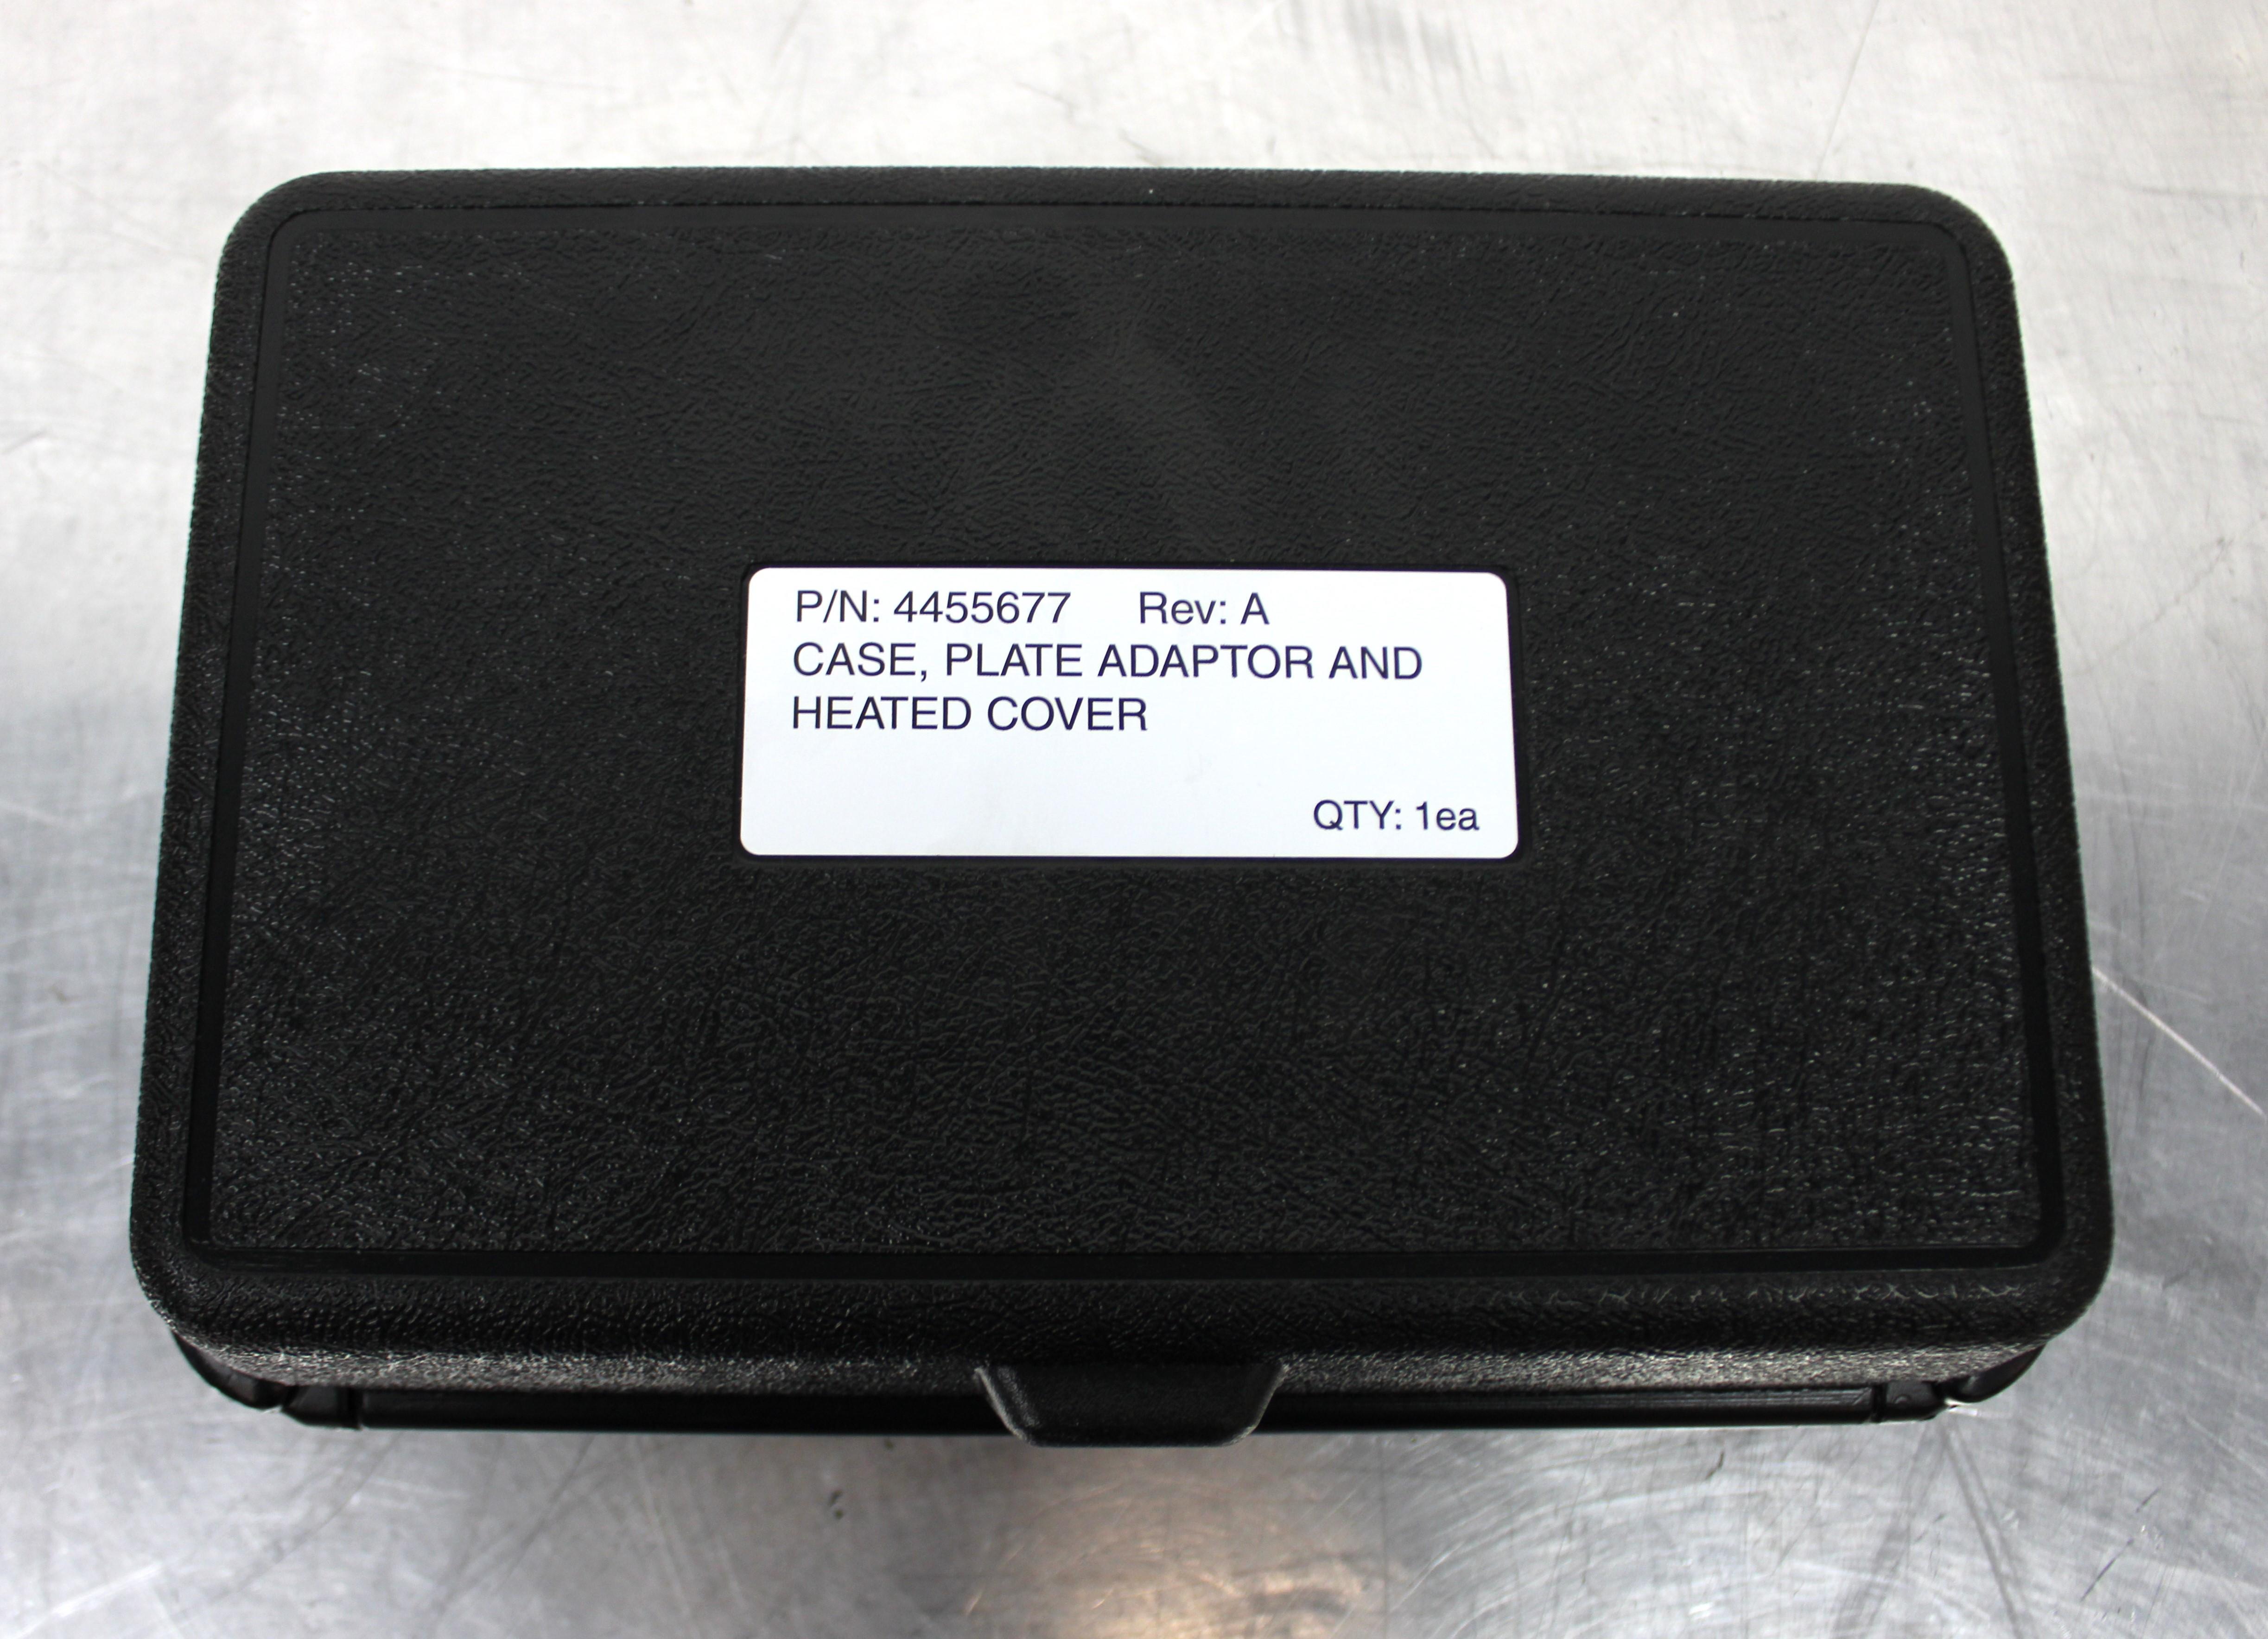 P/N: 4455677 Rev: A
CASE, PLATE ADAPTOR AND
HEATED COVER
QTY: 1ea